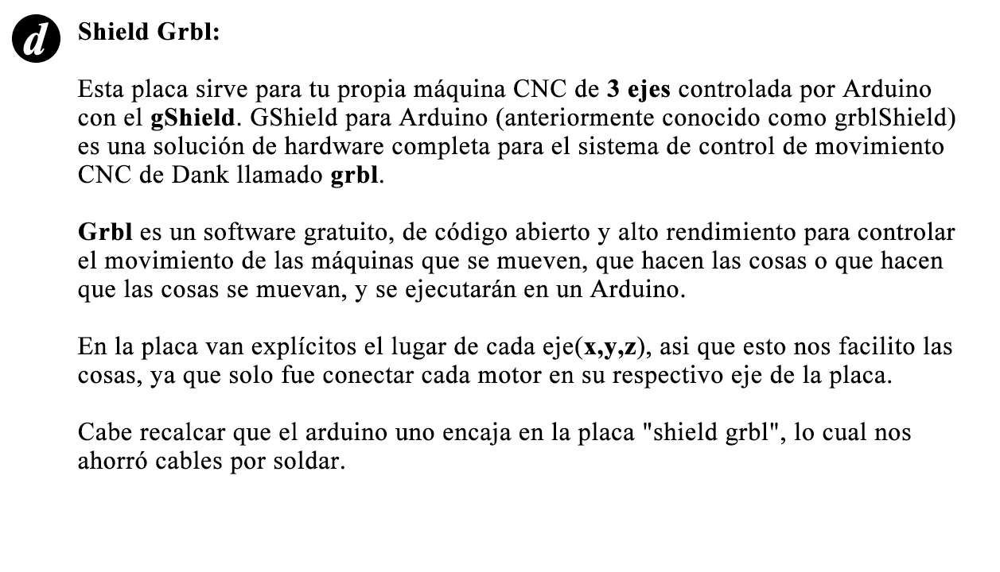 d
Shield Grbl:
Esta placa sirve para tu propia máquina CNC de 3 ejes controlada por Arduino
con el gShield. GShield para Arduino (anteriormente conocido como grblShield)
es una solución de hardware completa para el sistema de control de movimiento
CNC de Dank llamado grbl.
Grbl es un software gratuito, de código abierto y alto rendimiento para controlar
el movimiento de las máquinas que se mueven, que hacen las cosas o que hacen
que las cosas se muevan, y se ejecutarán en un Arduino.
En la placa van explícitos el lugar de cada eje(x,y,z), asi que esto nos facilito las
cosas, ya que solo fue conectar cada motor en su respectivo eje de la placa.
Cabe recalcar que el arduino uno encaja en la placa "shield grbl", lo cual nos
ahorró cables por soldar.